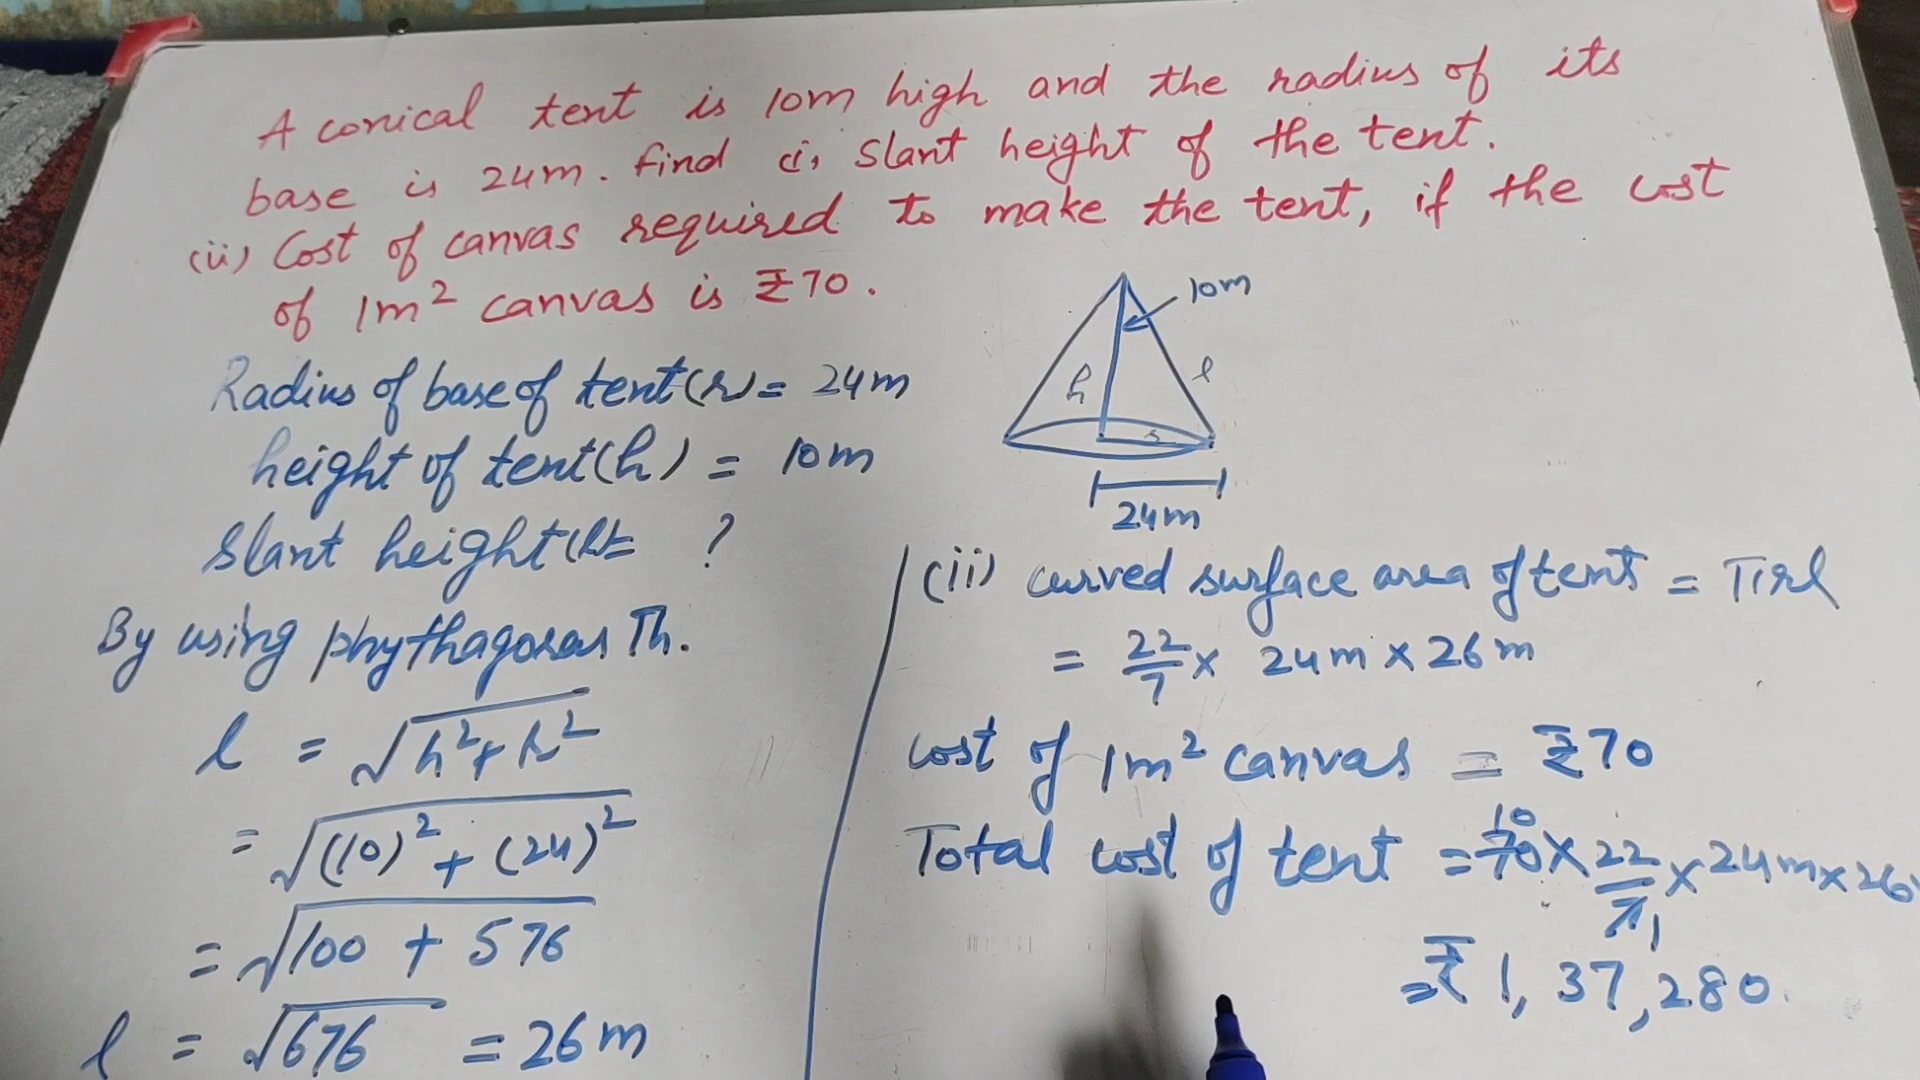 A conical tent is 10m high and the radius of its
base is 24m. find (i) Slant height of the tent.
(ii) Cost of canvas required to make the tent, if the cost
of 1m² canvas is ₹70.
10m
h
l
r
24m
Radius of base of tent(r) = 24m
height of tent(h) = 10m
Slant height(l) = ?
By using phythagoras Th.
l = √h²+r²
= √(10)² + (24)²
= √100 + 576
l = √676 = 26m
(ii) curved surface area of tent = πrl
= 22/7 × 24m × 26m
cost of 1m² canvas = ₹70
10
Total cost of tent = 70 × 22/7 × 24m × 26
1
= ₹1,37,280